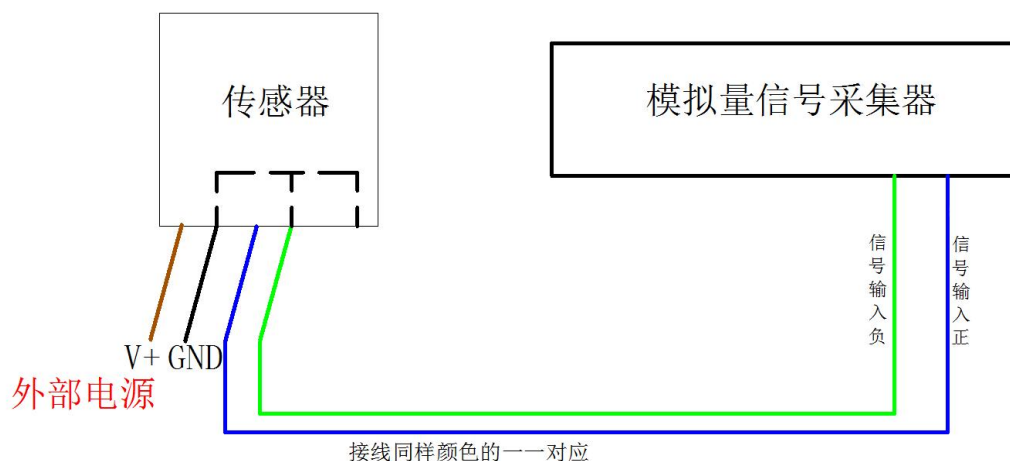 传感器
模拟量信号采集器
信号输入负
信号输入正
V+ GND
外部电源
接线同样颜色的一一对应